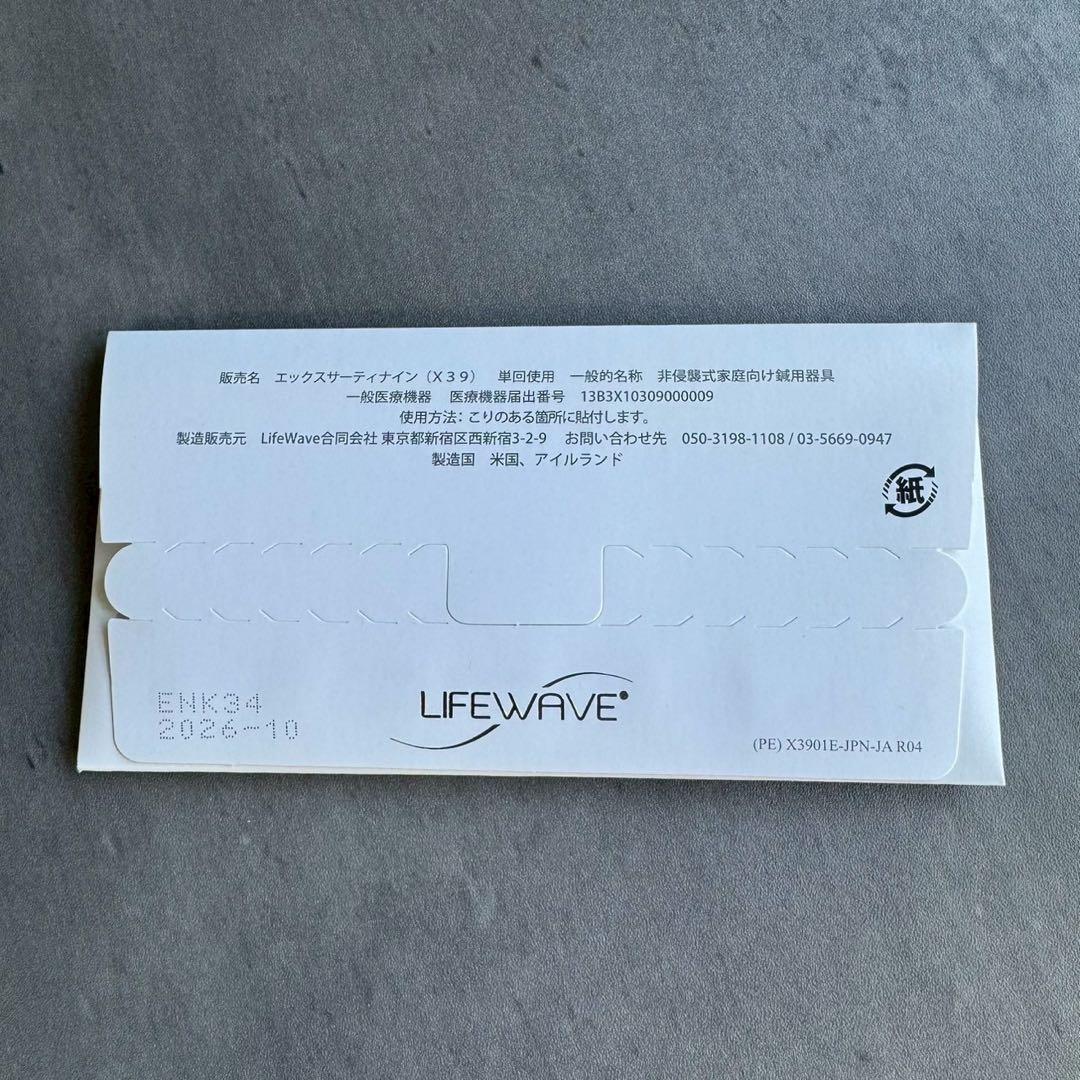 販売名 エックスサーティナイン（X３９） 単回使用 一般的名称 非侵襲式家庭向け鍼用器具
一般医療機器 医療機器届出番号 13B3X10309000009
使用方法：こりのある箇所に貼付します。
製造販売元 LifeWave合同会社 東京都新宿区西新宿3-2-9 お問い合わせ先 050-3198-1108 / 03-5669-0947
製造国 米国、アイルランド
紙
ENK34
2026-10
LIFEWAVE
(PE) X3901E-JPN-JA R04